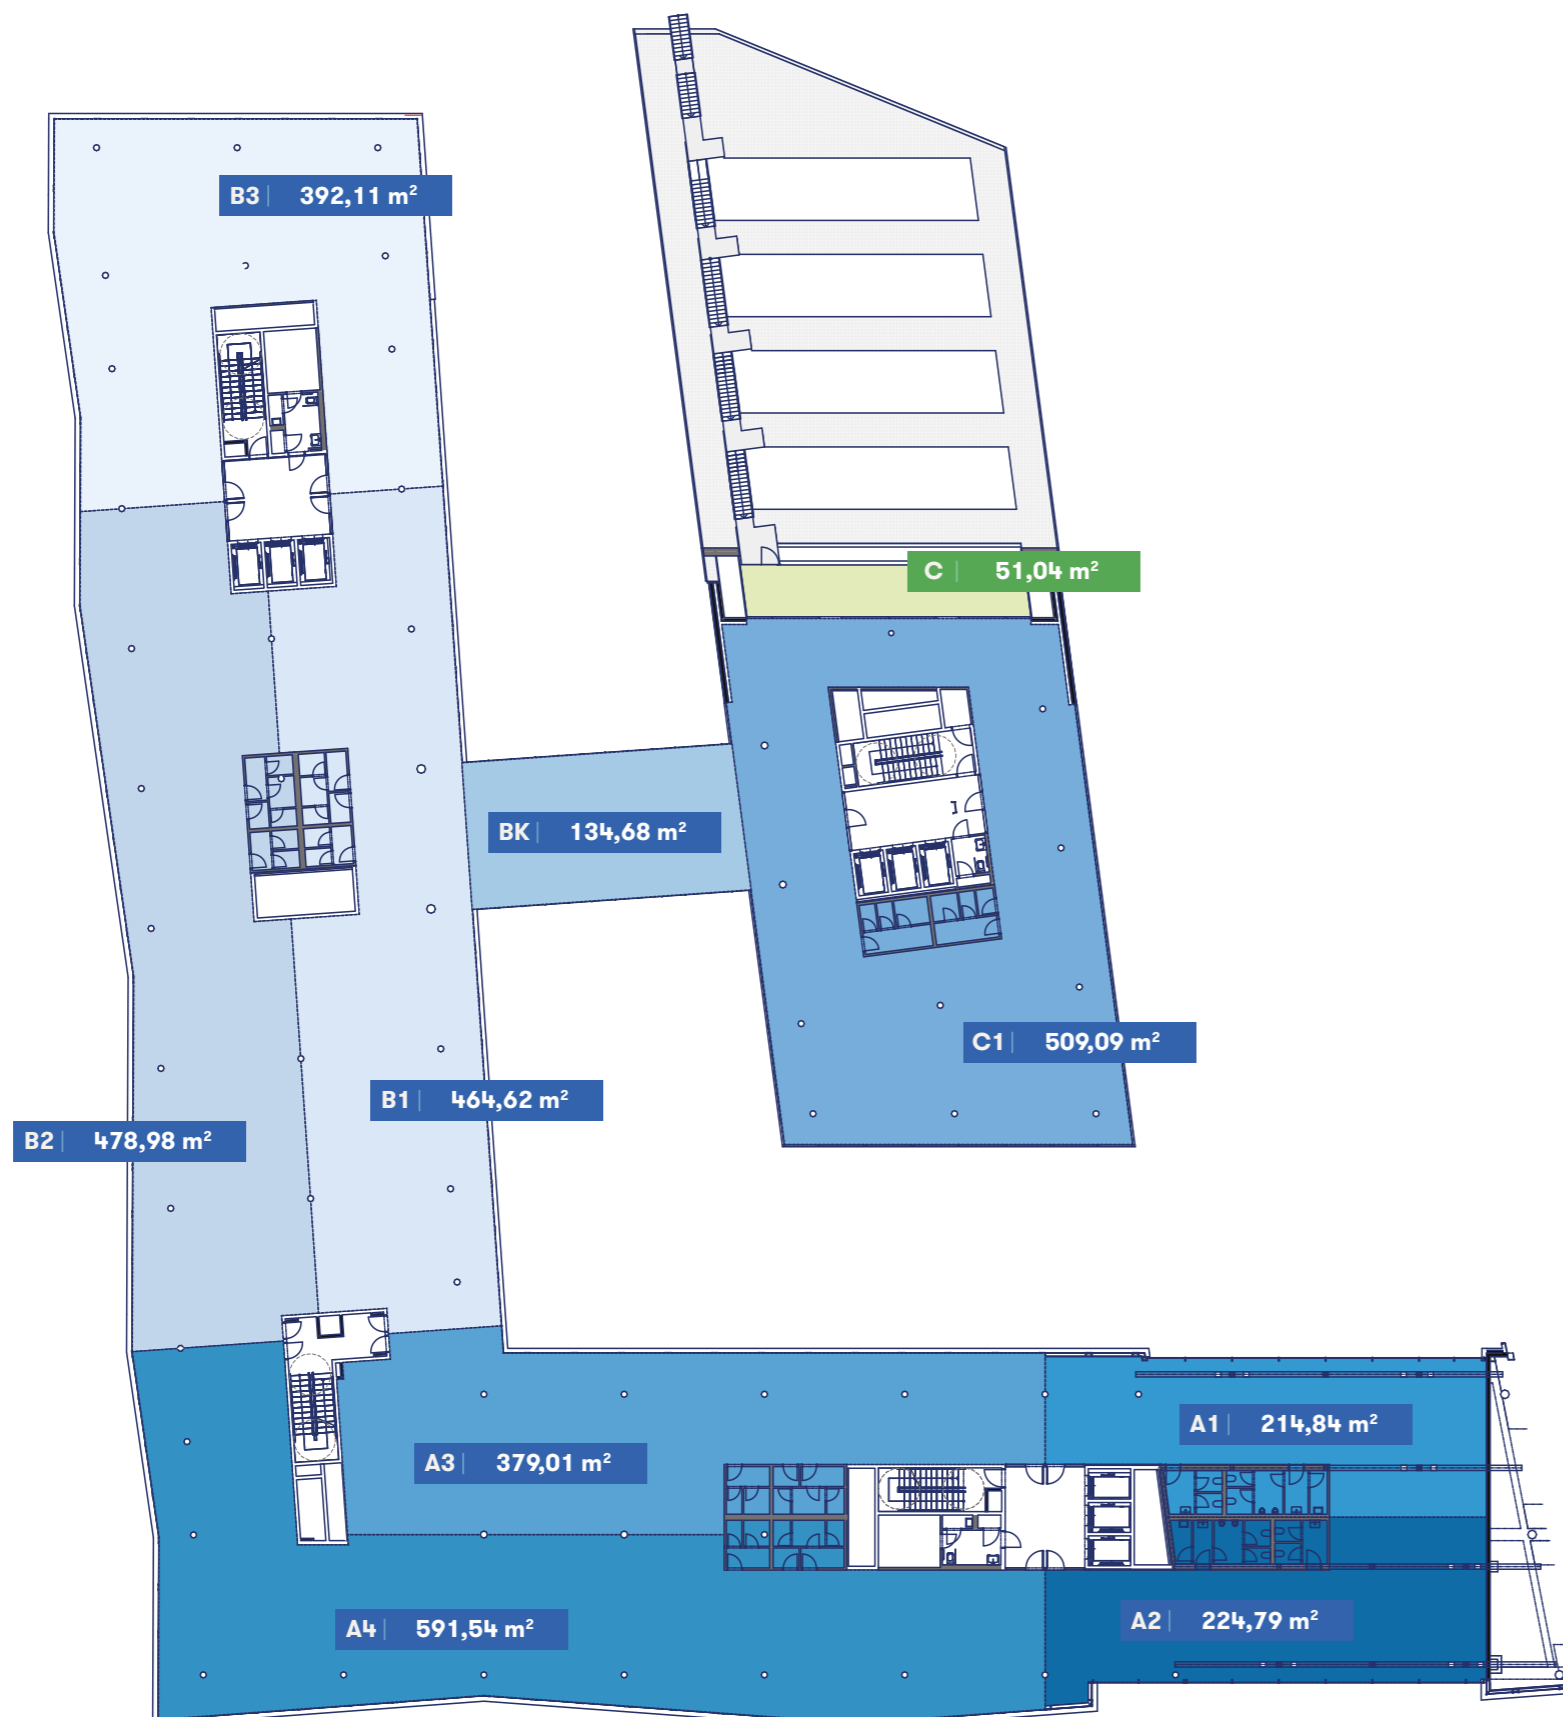 B3 | 392,11 m²
C | 51,04 m²
BK | 134,68 m²
C1 | 509,09 m²
B1 | 464,62 m²
B2 | 478,98 m²
A1 | 214,84 m²
A3 | 379,01 m²
A2 | 224,79 m²
A4 | 591,54 m²